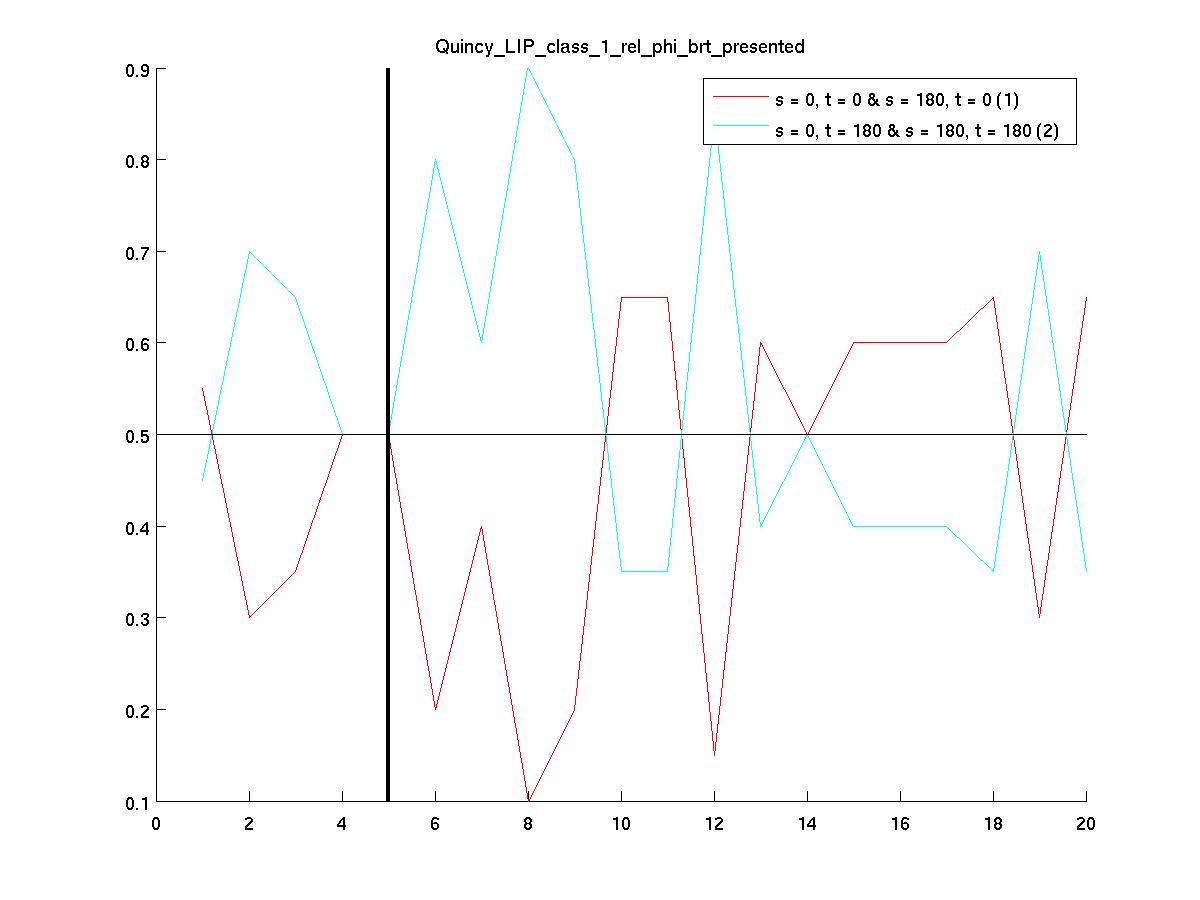 Quincy_LIP_class_1_rel_phi_brt_presented
s = 0, t = 0 & s = 180, t = 0 (1)
s = 0, t = 180 & s = 180, t = 180 (2)
0.9
0.8
0.7
0.6
0.5
0.4
0.3
0.2
0.1
0 2 4 6 8 10 12 14 16 18 20